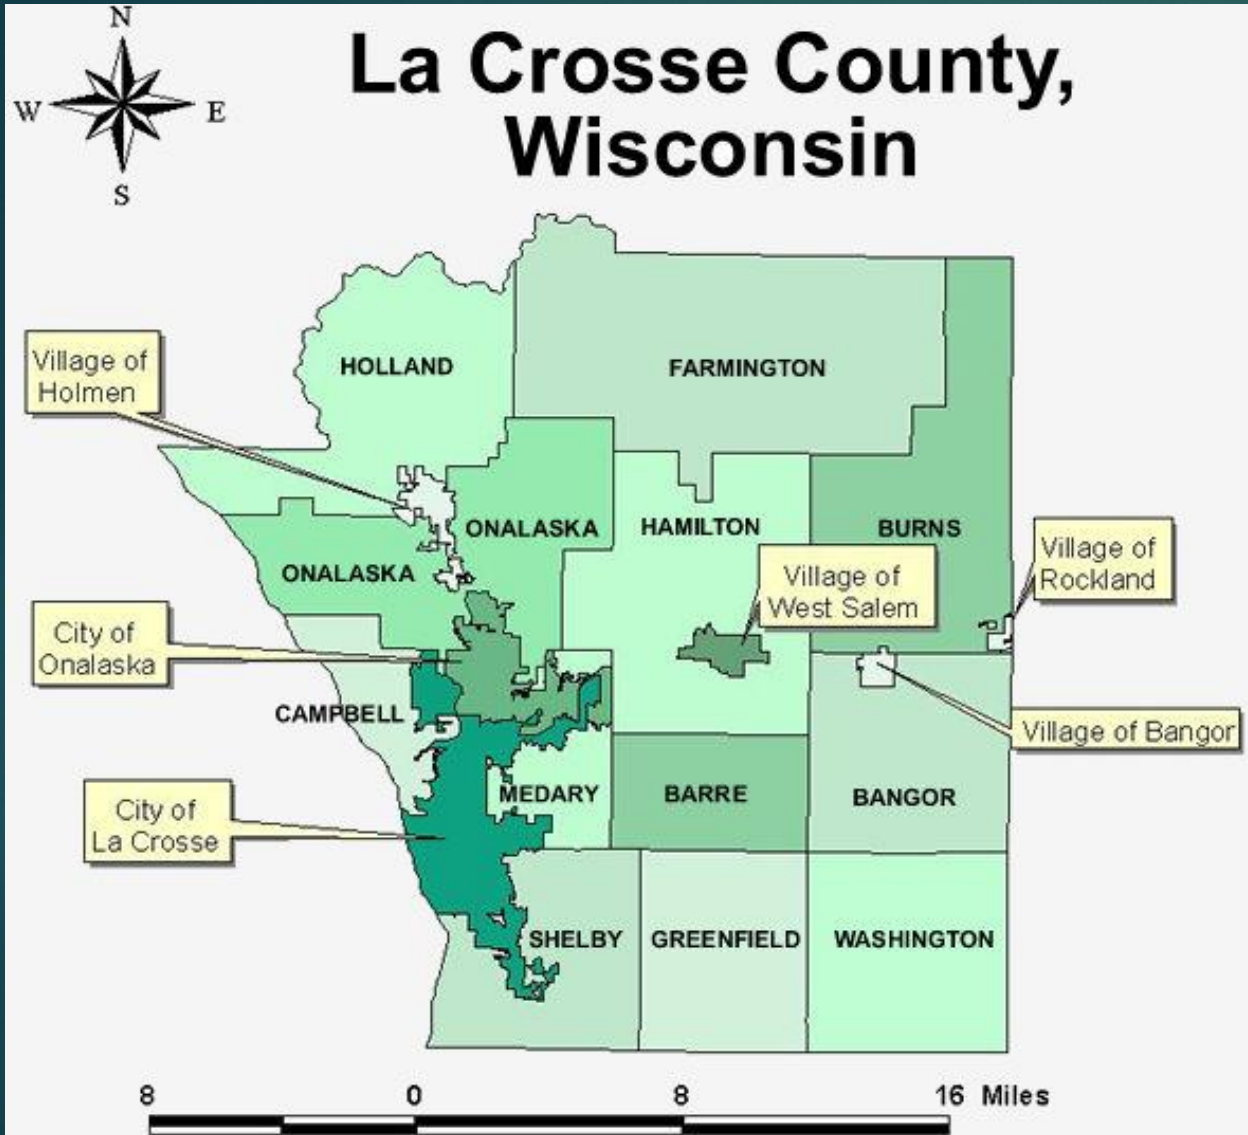 N
W
E
S
La Crosse County,
Wisconsin
Village of
Holmen
HOLLAND
FARMINGTON
ONALASKA
HAMILTON
BURNS
Village of
Rockland
ONALASKA
Village of
West Salem
City of
Onalaska
CAMPBELL
Village of Bangor
City of
La Crosse
MEDARY
BARRE
BANGOR
SHELBY
GREENFIELD
WASHINGTON
8 0 8 16 Miles